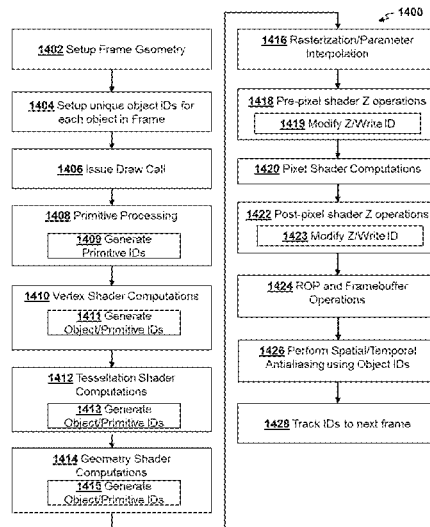 1400
1402 Setup Frame Geometry
1404 Setup unique object IDs for
each object in Frame
1406 Issue Draw Call
1408 Primitive Processing
1409 Generate
Primitive IDs
1410 Vertex Shader Computations
1411 Generate
Object/Primitive IDs
1412 Tesseltation Shader
Computations
1413 Generate
Object/Primitive IDs
1414 Geometry Shader
Computations
1415 Generate
Object/Primitive IDs
1416 Rasterization/Parameter
Interpolation
1418 Pre-pixel shader Z operations
1419 Modify Z/Write ID
1420 Pixel Shader Computations
1422 Post-pixel shader Z operations
1423 Modify Z/Write ID
1424 ROP and Framebuffer
Operations
1426 Perform Spatial/Temporal
Antialiasing using Object IDs
1428 Track IDs to next frame